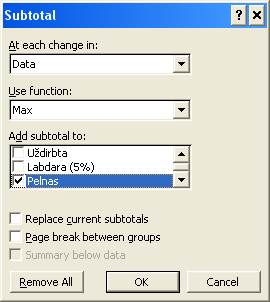 Subtotal
At each change in:
Data
Use function:
Max
Add subtotal to:
Uždirbta
Labdara (5%)
Pelnas
Replace current subtotals
Page break between groups
Summary below data
Remove All OK Cancel